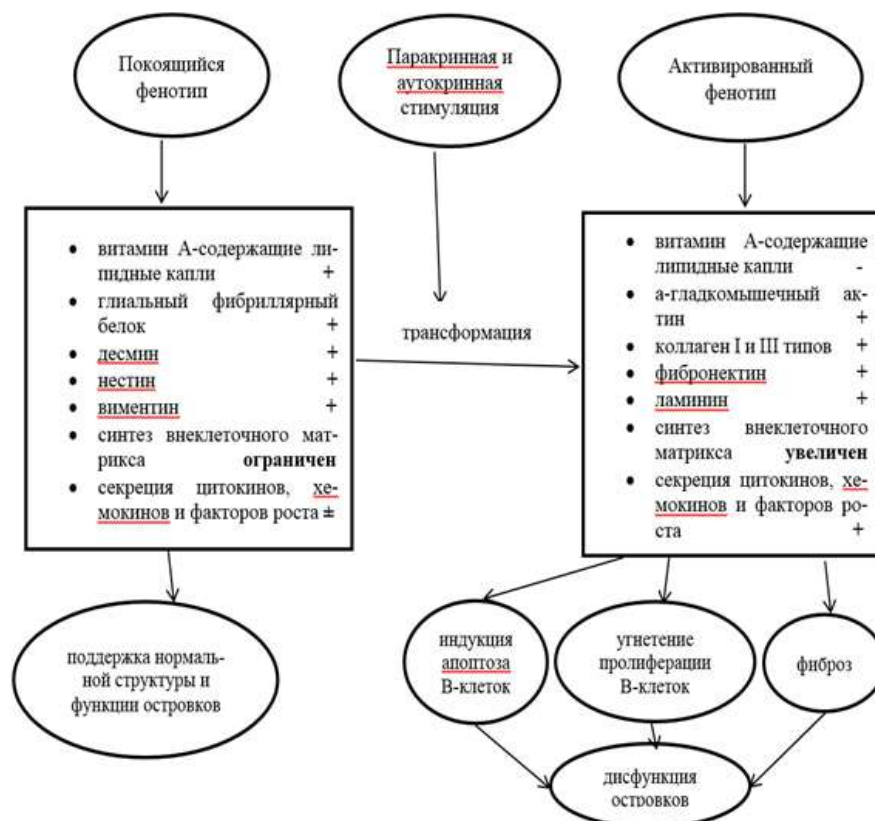 Покоящийся
фенотип
Паракринная и
аутокринная
стимуляция
Активированный
фенотип
• витамин А-содержащие ли-
пидные капли +
• глиальный фибриллярный
белок +
• десмин +
• нестин +
• виментин +
• синтез внеклеточного мат-
рикса ограничен
• секреция цитокинов, хе-
мокинов и факторов роста ±
трансформация
• витамин А-содержащие
липидные капли -
• а-гладкомышечный ак-
тин +
• коллаген I и III типов +
• фибронектин +
• ламинин +
• синтез внеклеточного
матрикса увеличен
• секреция цитокинов, хе-
мокинов и факторов ро-
ста +
поддержка нормаль-
ной структуры и
функции островков
индукция
апоптоза
В-клеток
угнетение
пролиферации
В-клеток
фиброз
дисфункция
островков